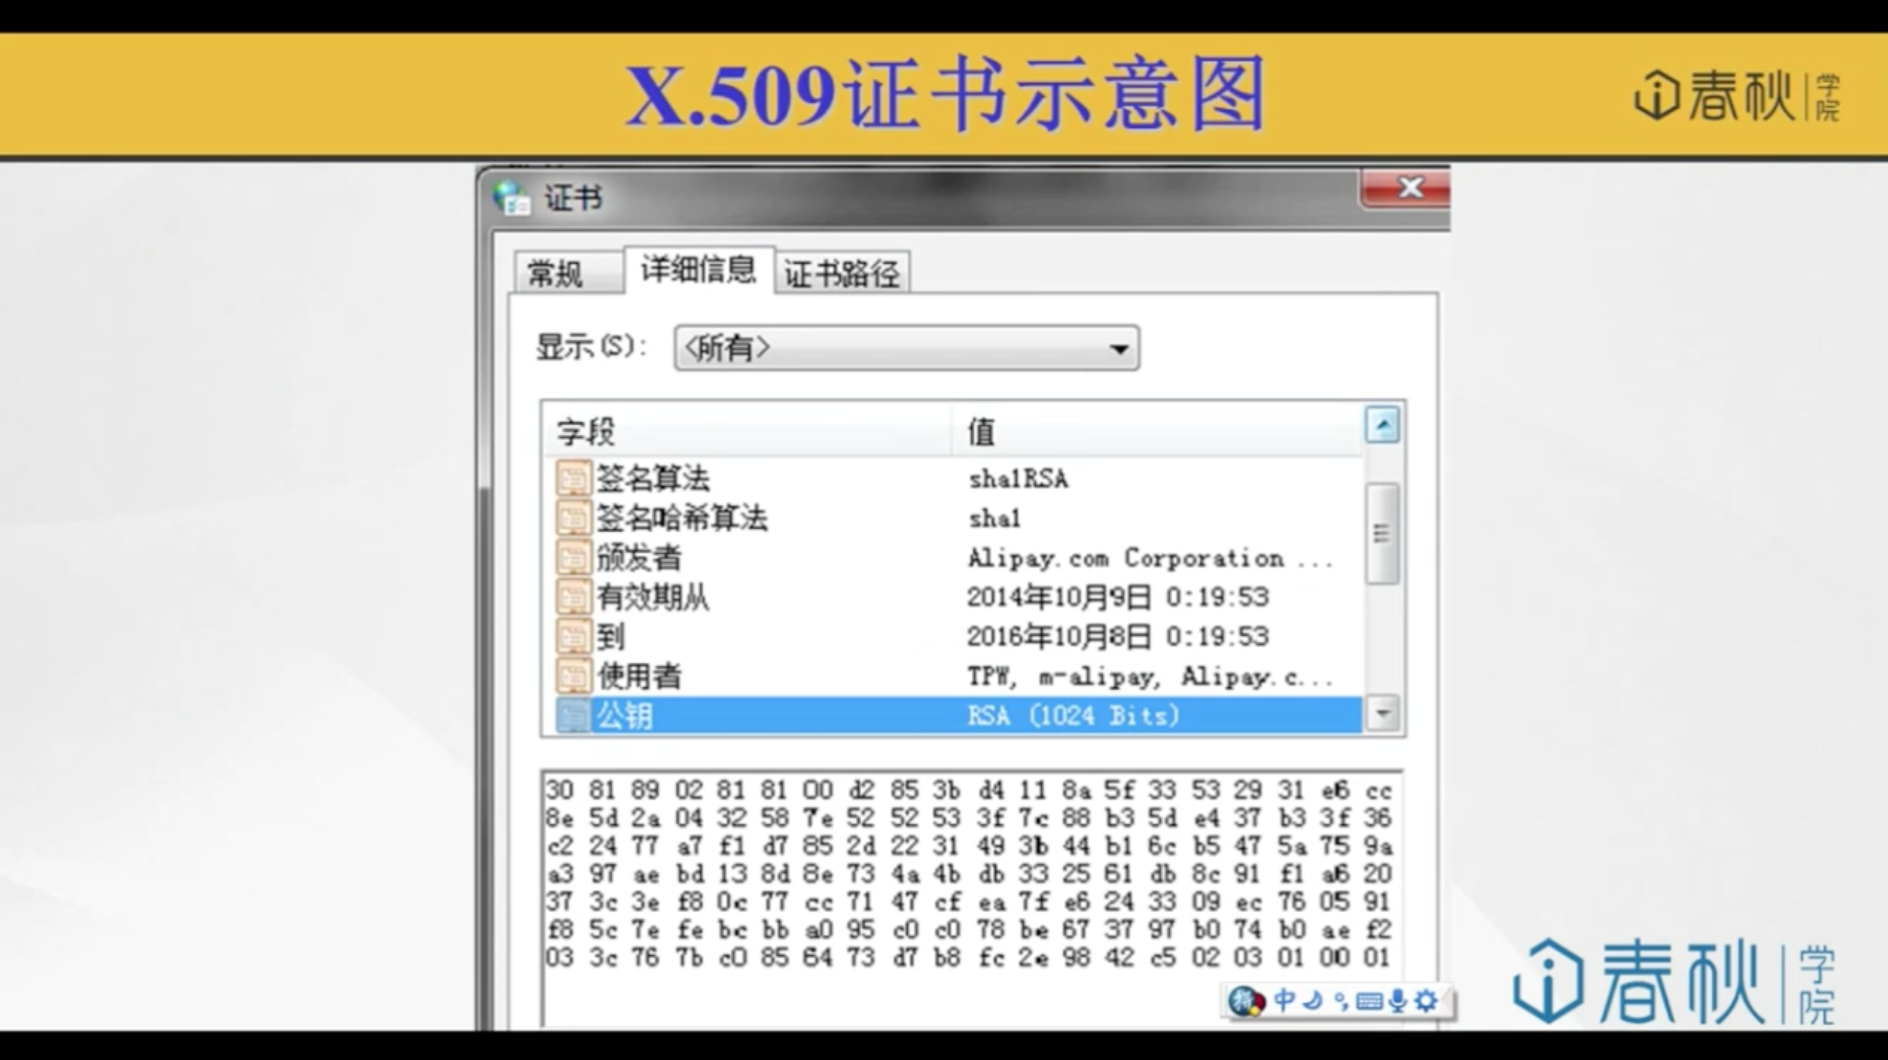 X.509证书示意图
春秋学院
证书
常规 详细信息 证书路径
显示(S): <所有>
字段 值
签名算法 sha1RSA
签名哈希算法 sha1
颁发者 Alipay.com Corporation ...
有效期从 2014年10月9日 0:19:53
到 2016年10月8日 0:19:53
使用者 TPW, m-alipay, Alipay.c...
公钥 RSA (1024 Bits)
30 81 89 02 81 81 00 d2 85 3b d4 11 8a 5f 33 53 29 31 e6 cc
8e 5d 2a 04 32 58 7e 52 52 53 3f 7c 88 b3 5d e4 37 b3 3f 36
c2 24 77 a7 f1 d7 85 2d 22 31 49 3b 44 b1 6c b5 47 5a 75 9a
a3 97 ae bd 13 8d 8e 73 4a 4b db 33 25 61 db 8c 91 f1 a6 20
37 3c 3e f8 0c 77 cc 71 47 cf ea 7f e6 24 33 09 ec 76 05 91
f8 5c 7e fe bc bb a0 95 c0 c0 78 be 67 37 97 b0 74 b0 ae f2
03 3c 76 7b c0 85 64 73 d7 b8 fc 2e 98 42 c5 02 03 01 00 01
中
春秋学院